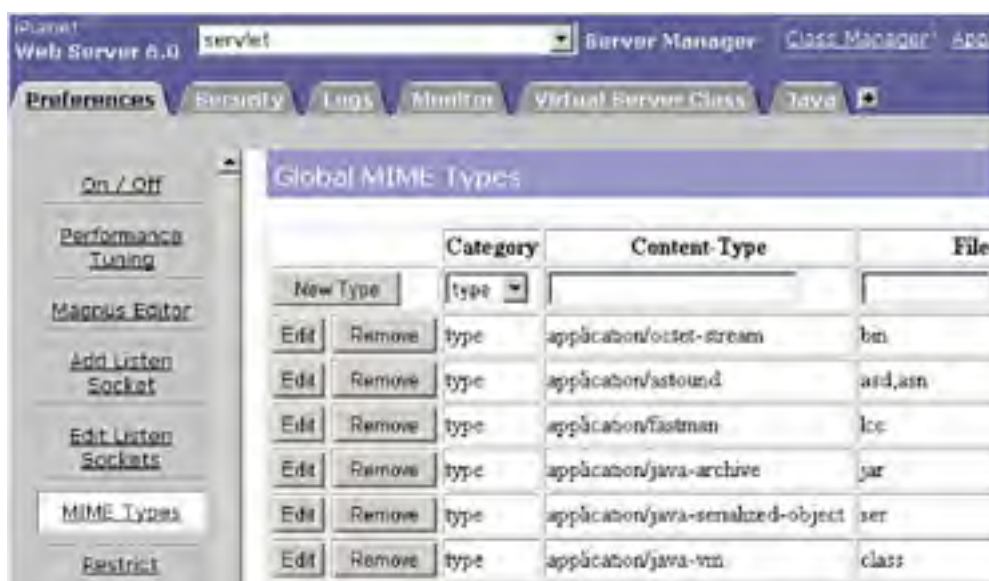 iPlanet
Web Server 6.0
servlet
Server Manager
Class Manager
App
Preferences
Security
Logs
Monitor
Virtual Server Class
Java
On / Off
Performance
Tuning
Magnus Editor
Add Listen
Socket
Edit Listen
Sockets
MIME Types
Restrict
Global MIME Types
Category Content-Type File
New Type type
Edit Remove type application/octet-stream bin
Edit Remove type application/astound asd,asn
Edit Remove type application/fastman lcc
Edit Remove type application/java-archive jar
Edit Remove type application/java-serialized-object ser
Edit Remove type application/java-vm class